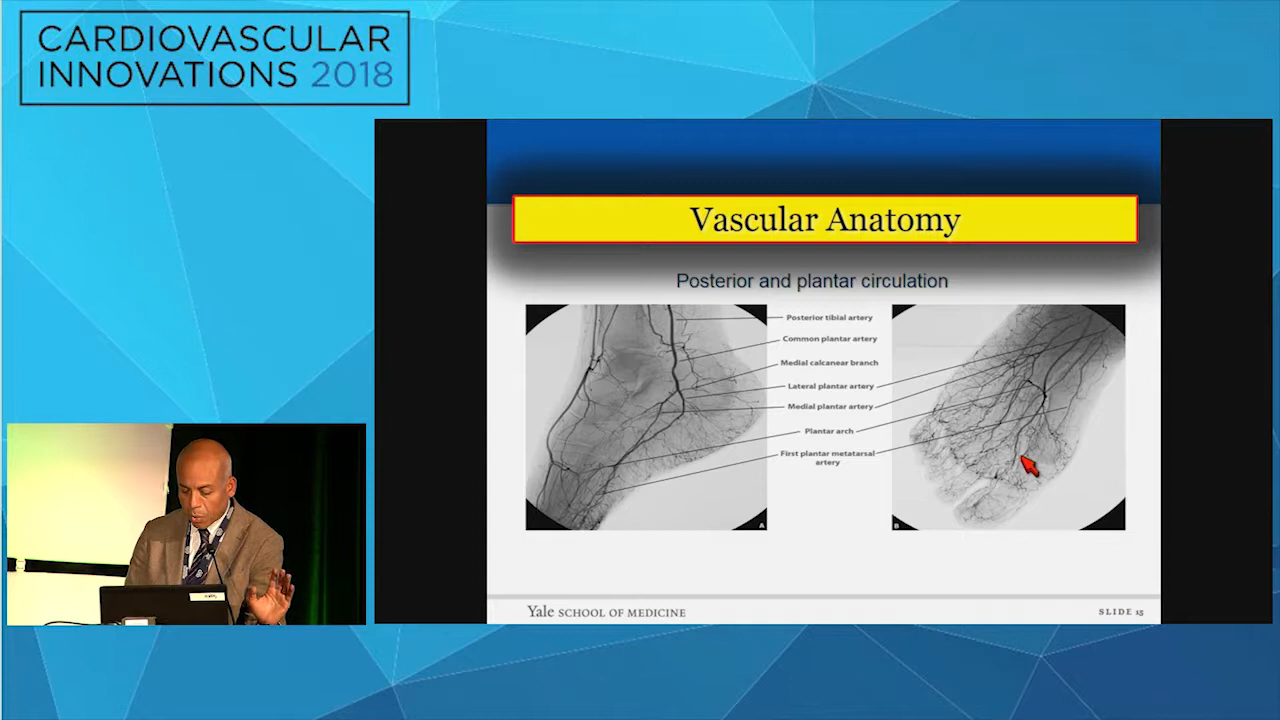 CARDIOVASCULAR
INNOVATIONS 2018
Vascular Anatomy
Posterior and plantar circulation
Posterior tibial artery
Common plantar artery
Medial calcanear branch
Lateral plantar artery
Medial plantar artery
Plantar arch
First plantar metatarsal
artery
A
B
Yale SCHOOL OF MEDICINE
SLIDE 15